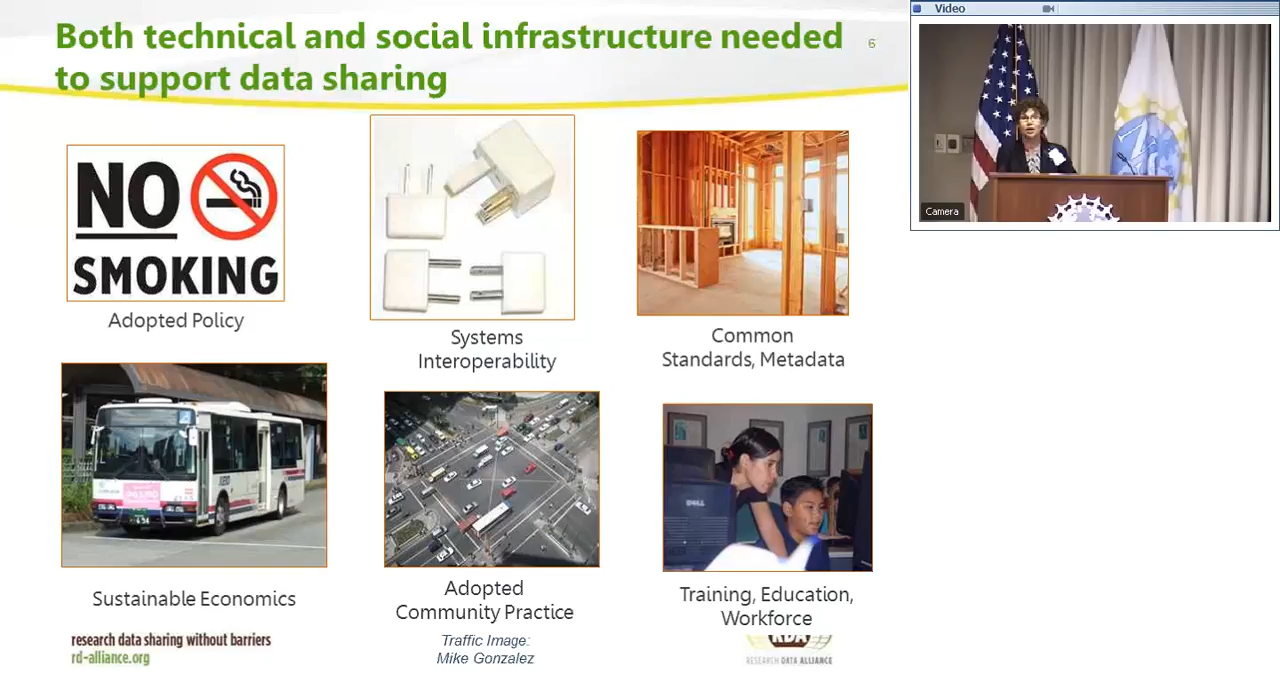 Both technical and social infrastructure needed
to support data sharing
6
Video
Camera
NO
SMOKING
Adopted Policy
Systems
Interoperability
Common
Standards, Metadata
DELL
Sustainable Economics
Adopted
Community Practice
Training, Education,
Workforce
research data sharing without barriers
rd-alliance.org
Traffic Image:
Mike Gonzalez
RDA
RESEARCH DATA ALLIANCE